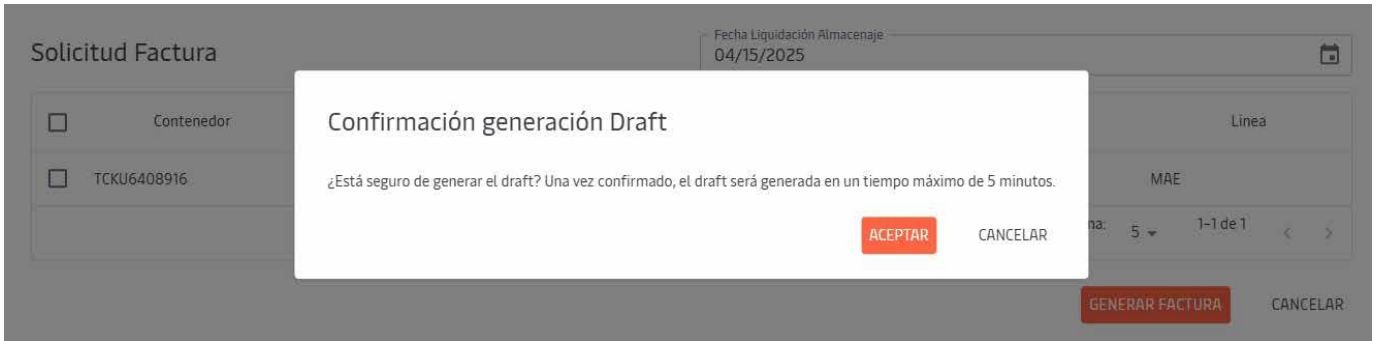 Fecha Liquidación Almacenaje
Solicitud Factura
04/15/2025
Contenedor
Linea
Confirmación generación Draft
TCKU6408916
MAE
¿Está seguro de generar el draft? Una vez confirmado, el draft será generada en un tiempo máximo de 5 minutos.
na: 5 1-1 de 1
ACEPTAR CANCELAR
GENERAR FACTURA CANCELAR